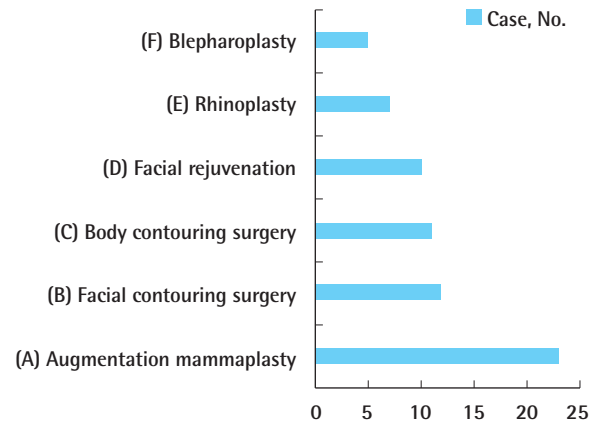 Case, No.
(F) Blepharoplasty
(E) Rhinoplasty
(D) Facial rejuvenation
(C) Body contouring surgery
(B) Facial contouring surgery
(A) Augmentation mammaplasty
0 5 10 15 20 25